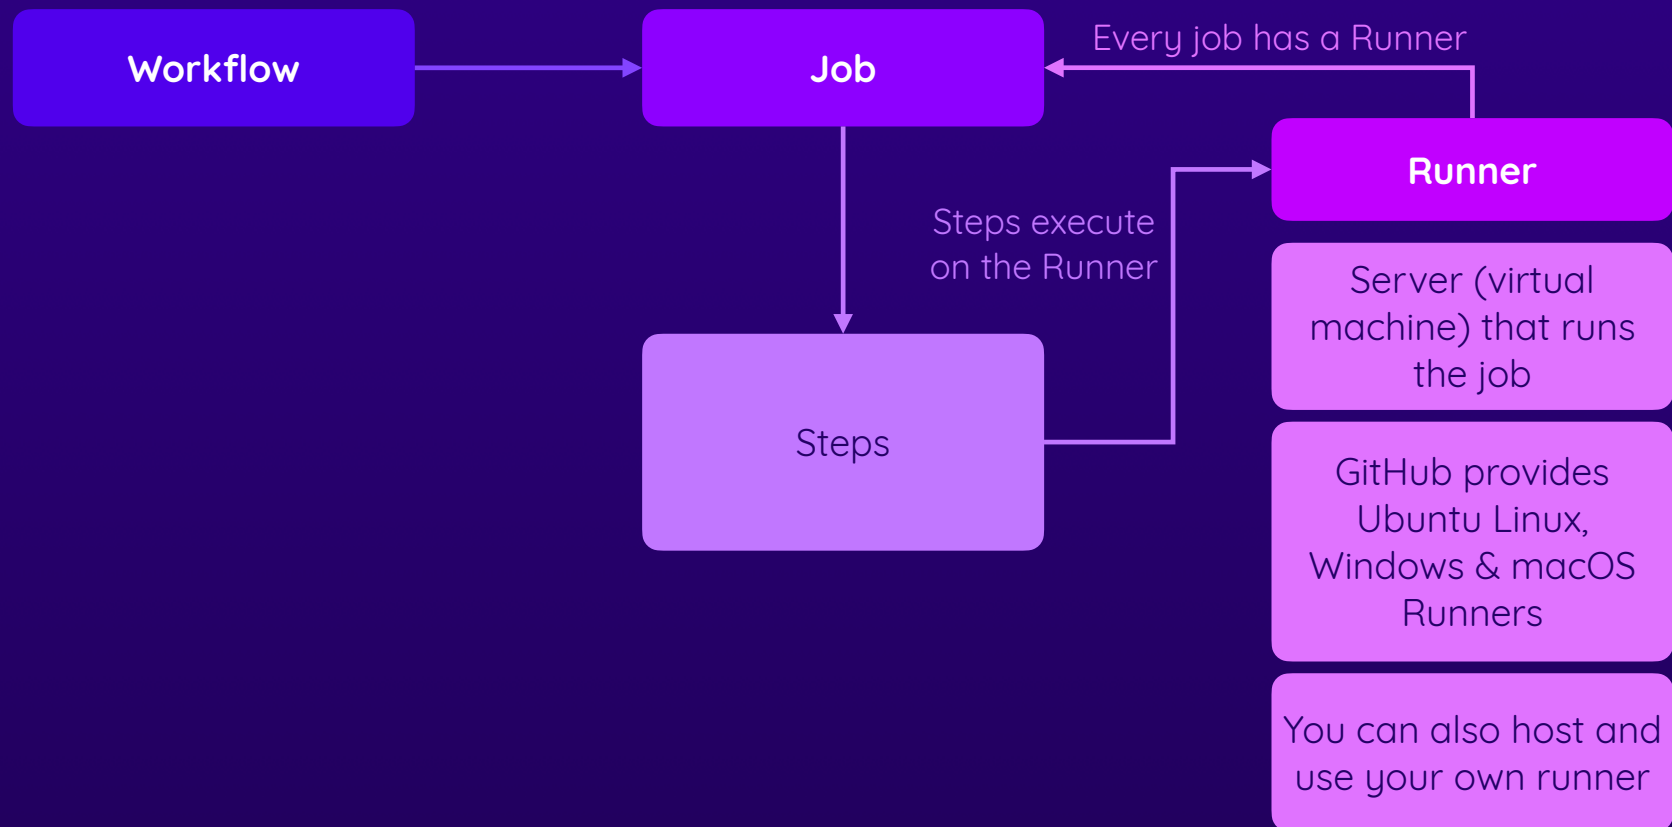 Workflow
Job
Every job has a Runner
Runner
Steps execute
on the Runner
Server (virtual
machine) that runs
the job
Steps
GitHub provides
Ubuntu Linux,
Windows & macOS
Runners
You can also host and
use your own runner